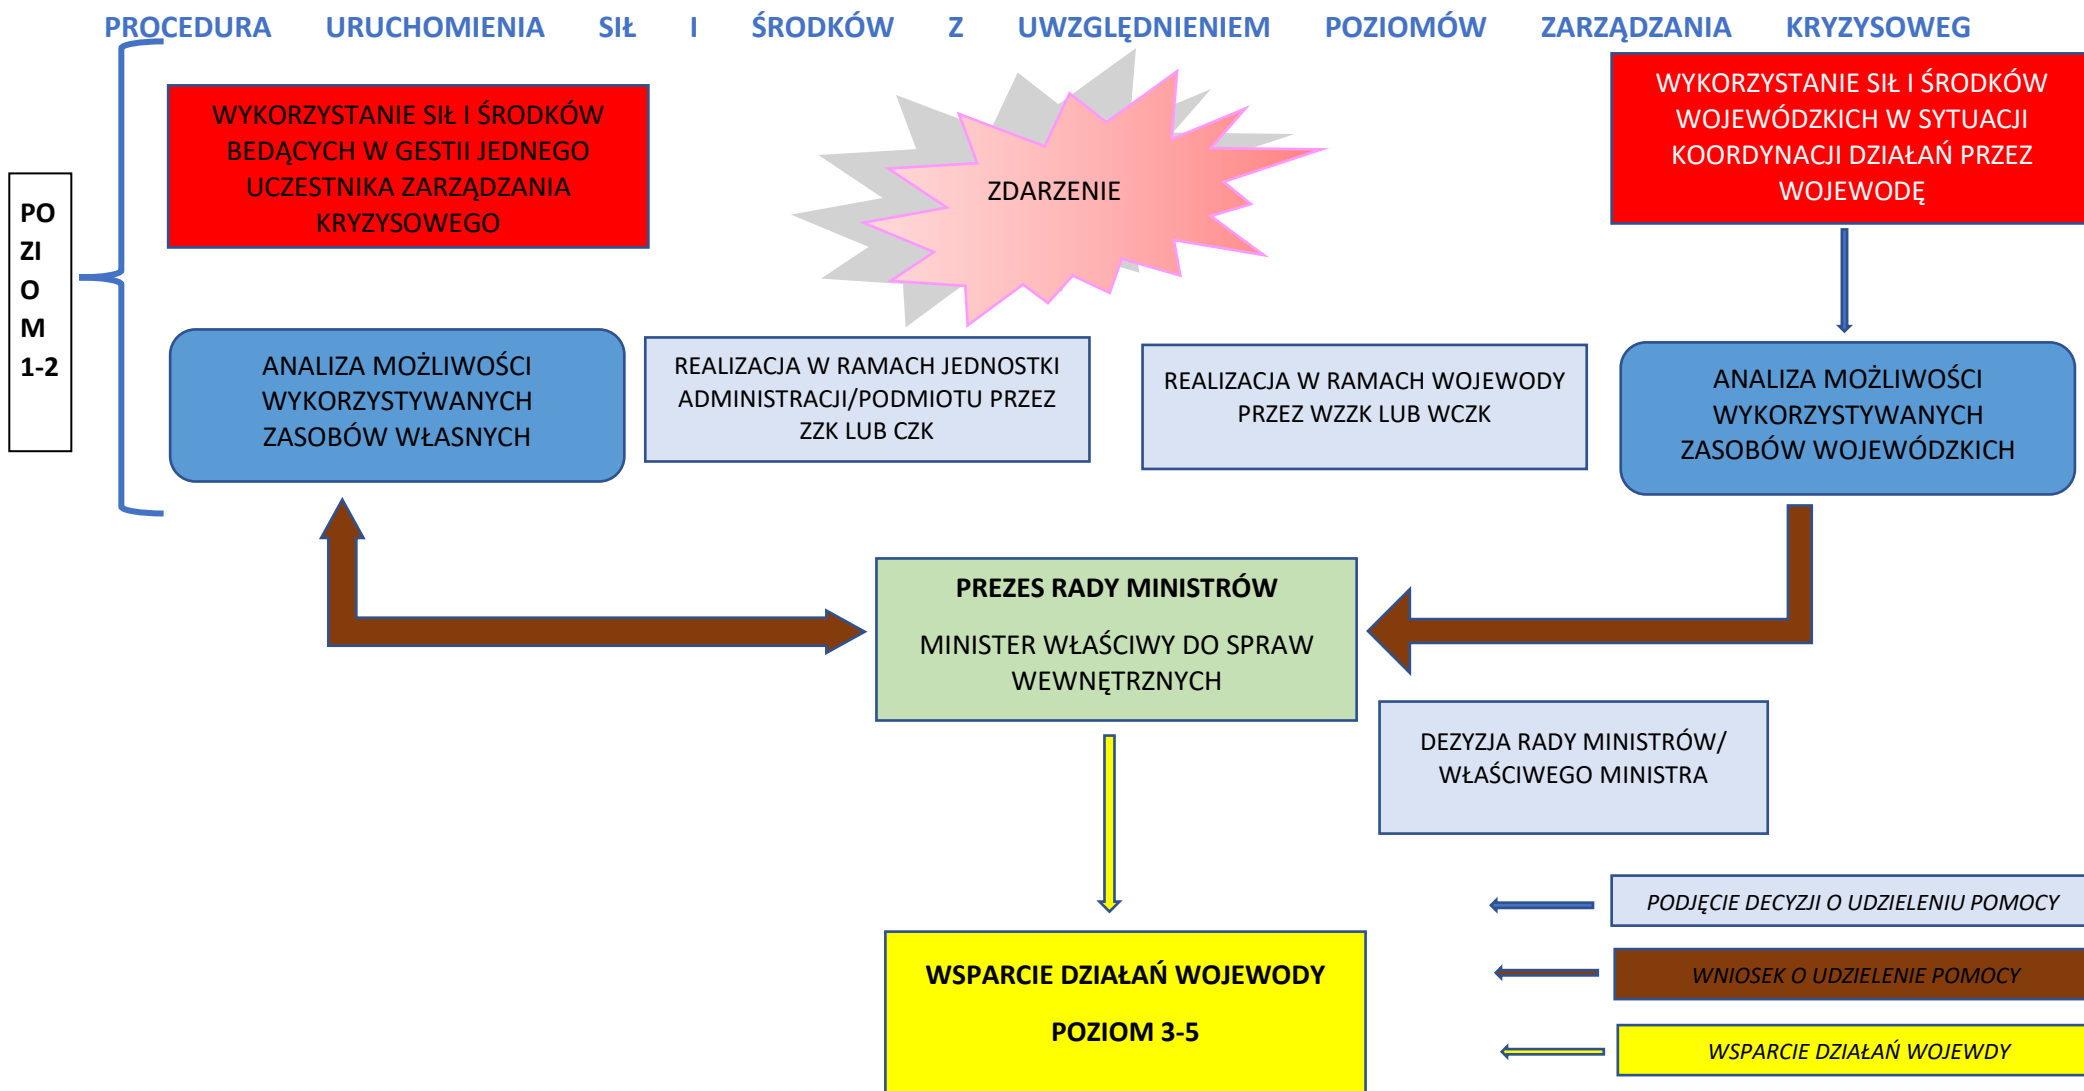 PROCEDURA URUCHOMIENIA SIŁ I ŚRODKÓW Z UWZGLĘDNIENIEM POZIOMÓW ZARZĄDZANIA KRYZYSOWEG
WYKORZYSTANIE SIŁ I ŚRODKÓW
BEDĄCYCH W GESTII JEDNEGO
UCZESTNIKA ZARZĄDZANIA
KRYZYSOWEGO
ZDARZENIE
WYKORZYSTANIE SIŁ I ŚRODKÓW
WOJEWÓDZKICH W SYTUACJI
KOORDYNACJI DZIAŁAŃ PRZEZ
WOJEWODĘ
PO
ZI
O
M
1-2
ANALIZA MOŻLIWOŚCI
WYKORZYSTYWANYCH
ZASOBÓW WŁASNYCH
REALIZACJA W RAMACH JEDNOSTKI
ADMINISTRACJI/PODMIOTU PRZEZ
ZZK LUB CZK
REALIZACJA W RAMACH WOJEWODY
PRZEZ WZZK LUB WCZK
ANALIZA MOŻLIWOŚCI
WYKORZYSTYWANYCH
ZASOBÓW WOJEWÓDZKICH
PREZES RADY MINISTRÓW
MINISTER WŁAŚCIWY DO SPRAW
WEWNĘTRZNYCH
DEZYZJA RADY MINISTRÓW/
WŁAŚCIWEGO MINISTRA
WSPARCIE DZIAŁAŃ WOJEWODY
POZIOM 3-5
PODJĘCIE DECYZJI O UDZIELENIU POMOCY
WNIOSEK O UDZIELENIE POMOCY
WSPARCIE DZIAŁAŃ WOJEWDY